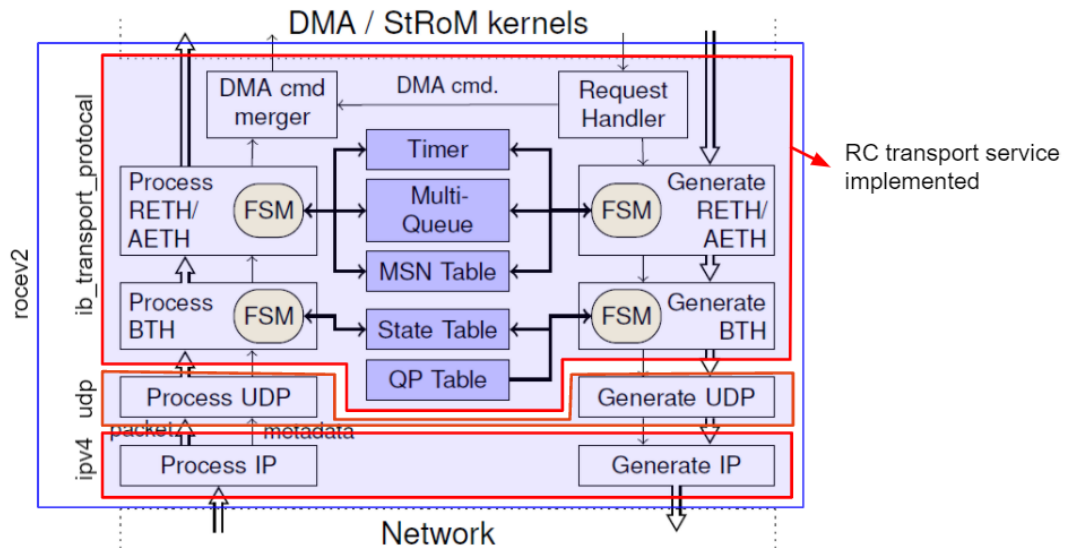 DMA / StRoM kernels
DMA cmd
merger
DMA cmd.
Request
Handler
Timer
Process
RETH/
AETH
FSM
Multi-
Queue
FSM
Generate
RETH/
AETH
MSN Table
Process
BTH
FSM
State Table
FSM
Generate
BTH
QP Table
Process UDP
Generate UDP
packet
metadata
Process IP
Generate IP
Network
rocev2
ib_transport_protocal
udp
ipv4
RC transport service
implemented